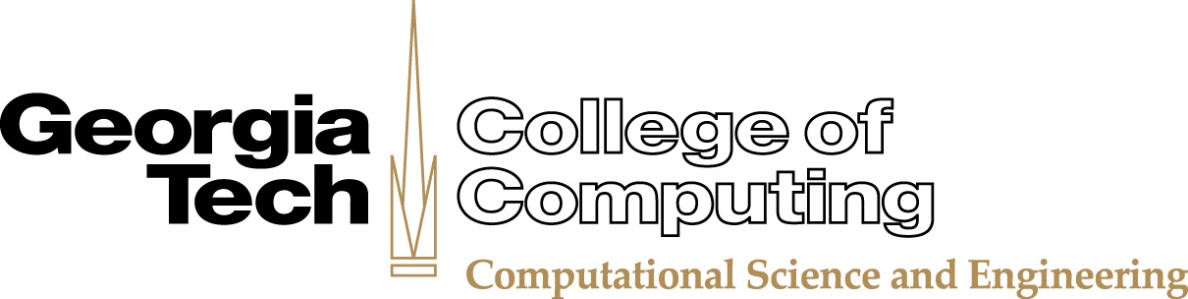 Georgia
Tech
College of
Computing
Computational Science and Engineering